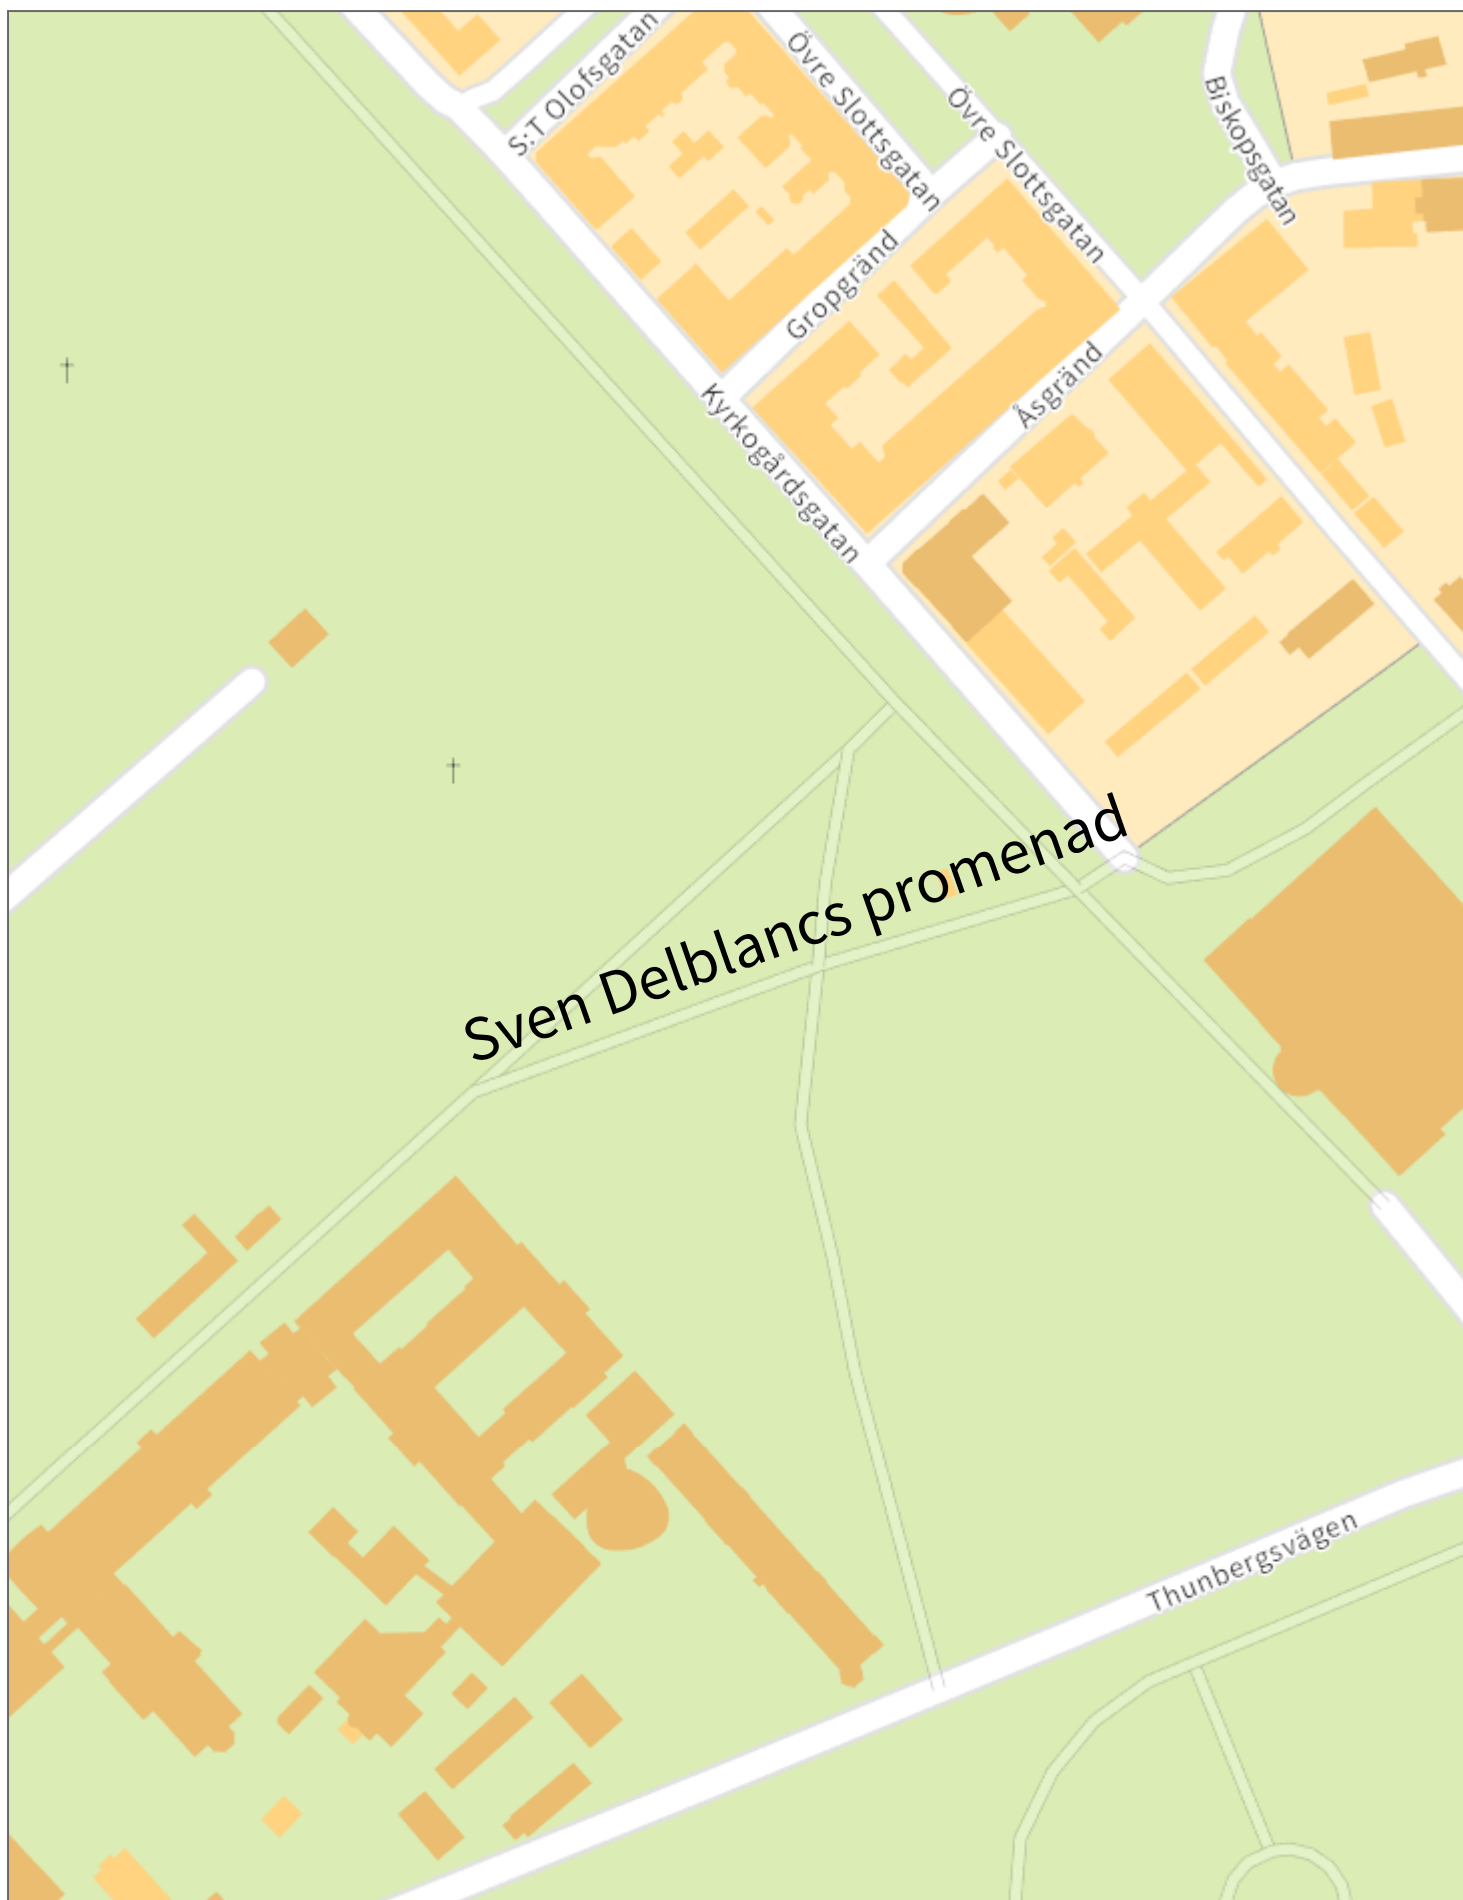 S:T Olofsgatan
Övre Slottsgatan
Övre Slottsgatan
Biskopsgatan
Gropgränd
Åsgränd
Kyrkogårdsgatan
Sven Delblancs promenad
Thunbergsvägen